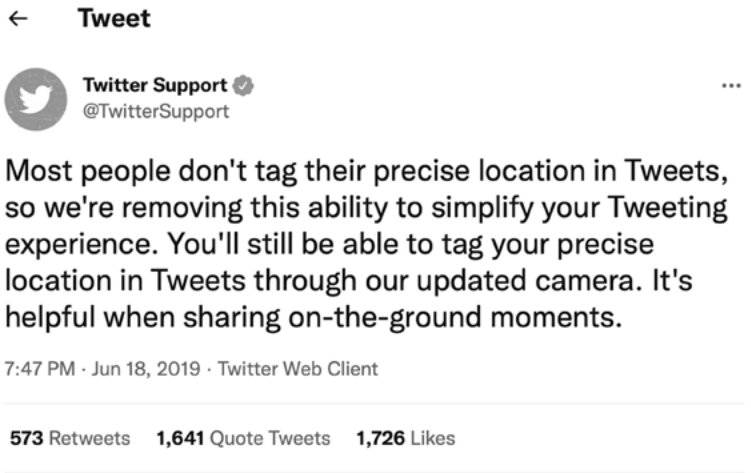 Tweet
Twitter Support
@TwitterSupport
Most people don't tag their precise location in Tweets,
so we're removing this ability to simplify your Tweeting
experience. You'll still be able to tag your precise
location in Tweets through our updated camera. It's
helpful when sharing on-the-ground moments.
7:47 PM · Jun 18, 2019 · Twitter Web Client
573 Retweets 1,641 Quote Tweets 1,726 Likes